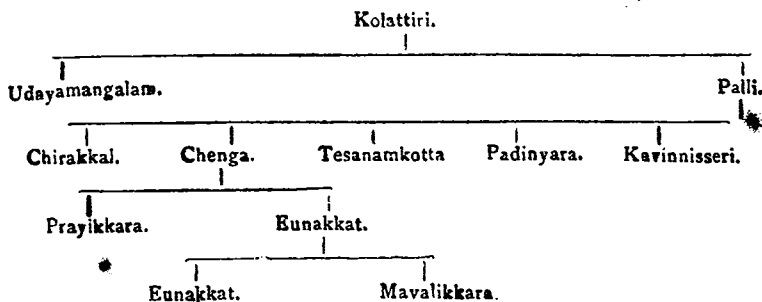 Kolattiri.
Udayamangalam. Palli.
Chirakkal. Chenga. Tesanamkotta Padinyara. Kavinnisseri.
Prayikkara. Eunakkat.
Eunakkat. Mavalikkara.